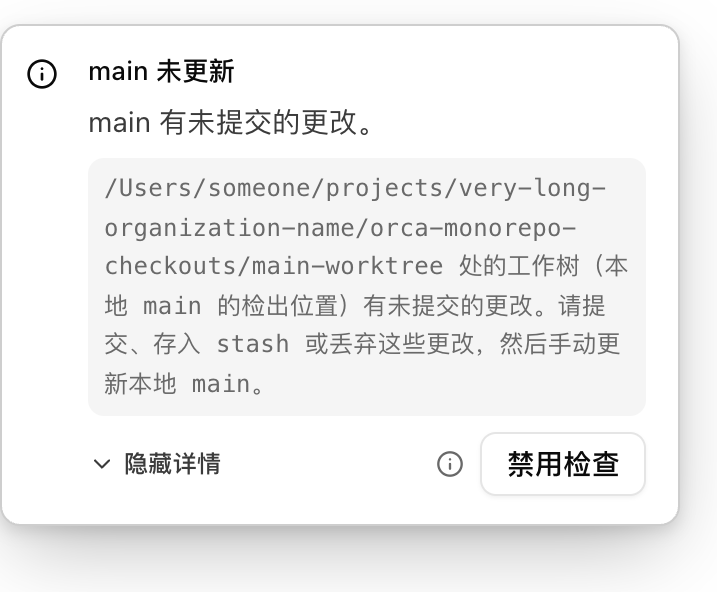 main 未更新
main 有未提交的更改。
/Users/someone/projects/very-long-
organization-name/orca-monorepo-
checkouts/main-worktree 处的工作树（本
地 main 的检出位置）有未提交的更改。请提
交、存入 stash 或丢弃这些更改，然后手动更
新本地 main。
隐藏详情
禁用检查